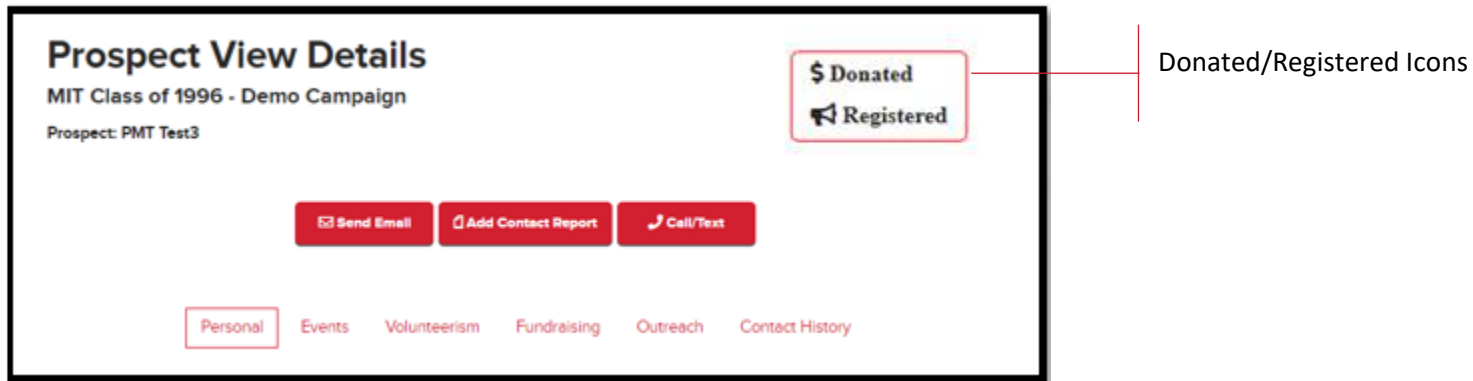 Prospect View Details
MIT Class of 1996 - Demo Campaign
Prospect: PMT Test3
$ Donated
Registered
Donated/Registered Icons
Send Email
Add Contact Report
Call/Text
Personal
Events
Volunteerism
Fundraising
Outreach
Contact History